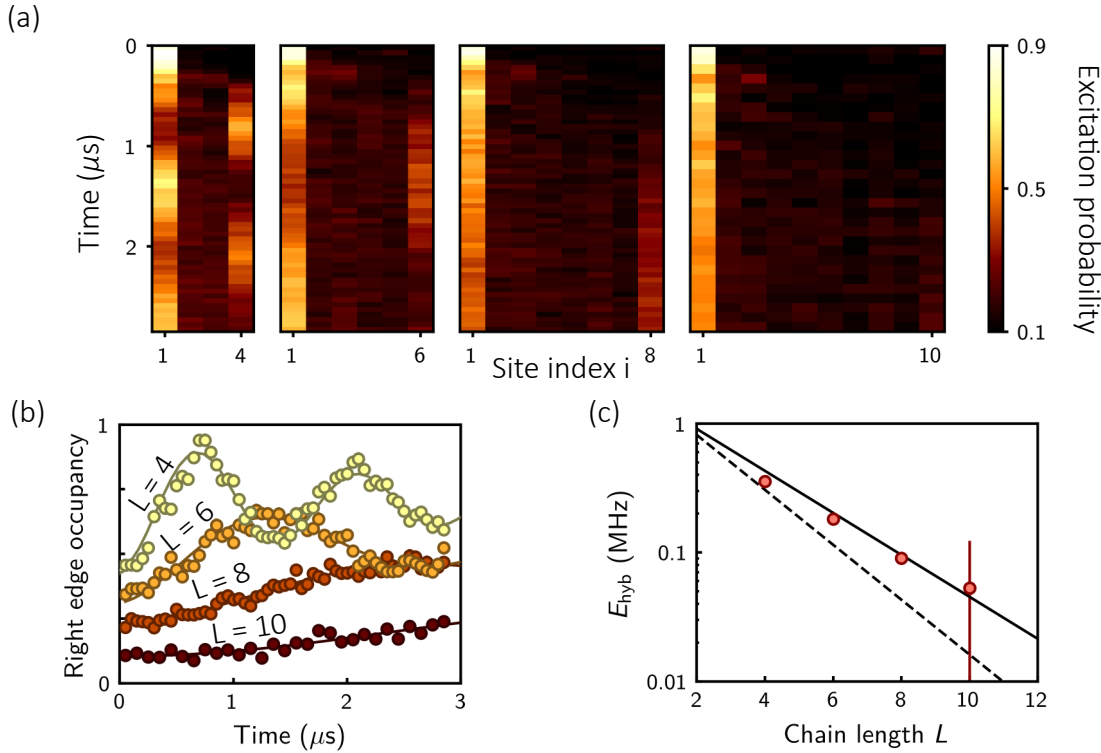 (a)
0
1
2
Time (μs)
1 4
1 6
1 8
1 10
Site index i
0.9
0.5
0.1
Excitation probability
(b)
1
0
Right edge occupancy
L = 4
L = 6
L = 8
L = 10
0 1 2 3
Time (μs)
(c)
1
0.1
0.01
E_hyb (MHz)
2 4 6 8 10 12
Chain length L